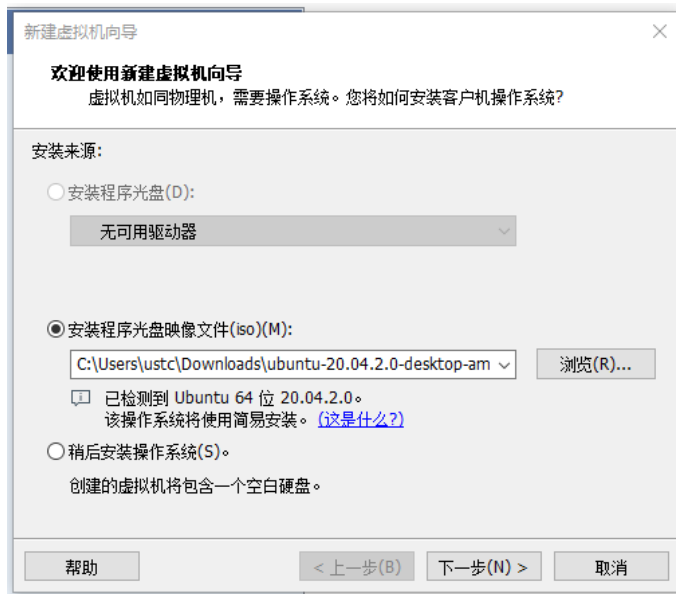 新建虚拟机向导
欢迎使用新建虚拟机向导
虚拟机如同物理机，需要操作系统。您将如何安装客户机操作系统?
安装来源:
安装程序光盘(D):
无可用驱动器
安装程序光盘映像文件(iso)(M):
C:\Users\ustc\Downloads\ubuntu-20.04.2.0-desktop-am
浏览(R)...
已检测到 Ubuntu 64 位 20.04.2.0。
该操作系统将使用简易安装。(这是什么?)
稍后安装操作系统(S)。
创建的虚拟机将包含一个空白硬盘。
帮助
< 上一步(B)
下一步(N) >
取消